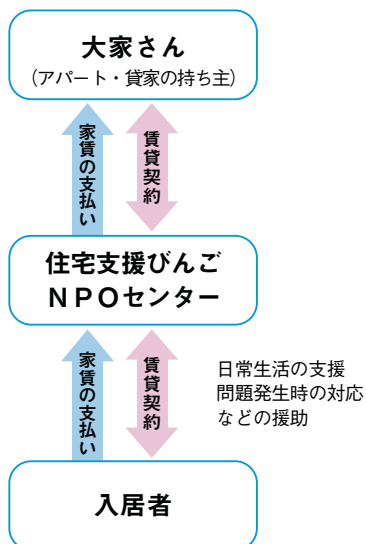 大家さん
（アパート・貸家の持ち主）
家賃の支払い
賃貸契約
住宅支援びんご
ＮＰＯセンター
家賃の支払い
賃貸契約
日常生活の支援
問題発生時の対応
などの援助
入居者